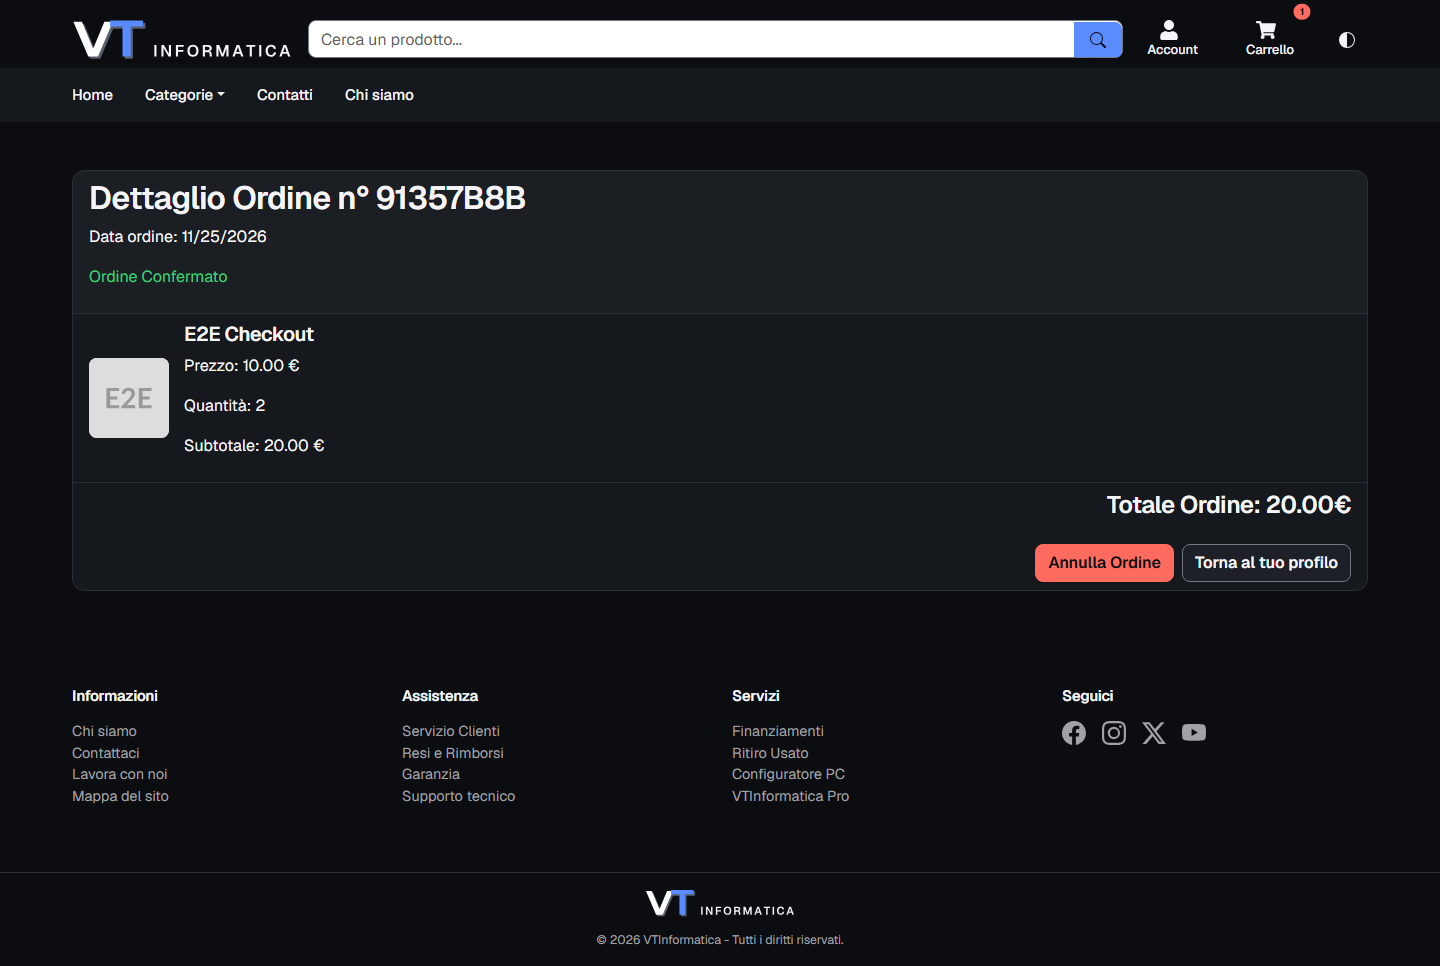 VT INFORMATICA
Cerca un prodotto...
Account
1
Carrello
Home
Categorie
Contatti
Chi siamo
Dettaglio Ordine n° 91357B8B
Data ordine: 11/25/2026
Ordine Confermato
E2E
E2E Checkout
Prezzo: 10.00 €
Quantità: 2
Subtotale: 20.00 €
Totale Ordine: 20.00€
Annulla Ordine
Torna al tuo profilo
Informazioni
Chi siamo
Contattaci
Lavora con noi
Mappa del sito
Assistenza
Servizio Clienti
Resi e Rimborsi
Garanzia
Supporto tecnico
Servizi
Finanziamenti
Ritiro Usato
Configuratore PC
VTInformatica Pro
Seguici
VT INFORMATICA
© 2026 VTInformatica - Tutti i diritti riservati.